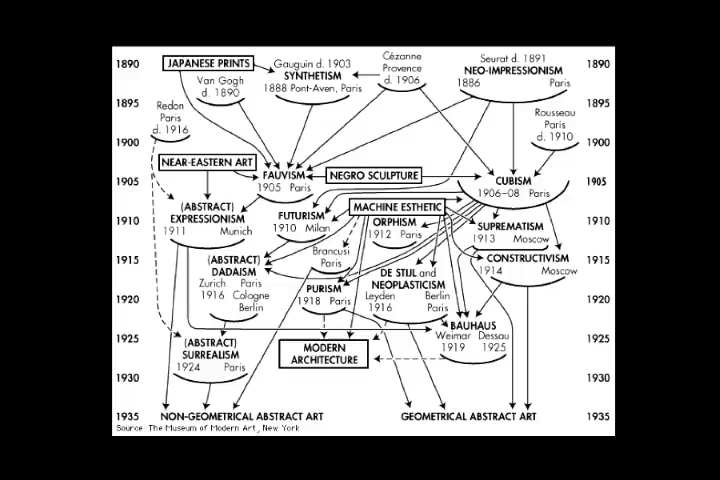 1890
JAPANESE PRINTS
Gauguin d. 1903
SYNTHETISM
1888 Pont-Aven, Paris
Cézanne
Provence
d. 1906
Seurat d. 1891
NEO-IMPRESSIONISM
1886 Paris
1890
Van Gogh
d. 1890
1895
1895
Redon
Paris
d. 1916
Rousseau
Paris
d. 1910
1900
1900
NEAR-EASTERN ART
FAUVISM
1905 Paris
NEGRO SCULPTURE
CUBISM
1906–08 Paris
1905
1905
(ABSTRACT)
EXPRESSIONISM
1911 Munich
FUTURISM
1910 Milan
MACHINE ESTHETIC
ORPHISM
1912 Paris
SUPREMATISM
1913 Moscow
1910
1910
Brancusi
Paris
CONSTRUCTIVISM
1914 Moscow
1915
1915
(ABSTRACT)
DADAISM
Zurich Paris
1916 Cologne
Berlin
PURISM
1918 Paris
DE STIJL and
NEOPLASTICISM
Leyden Berlin
1916 Paris
1920
1920
BAUHAUS
Weimar Dessau
1919 1925
1925
1925
(ABSTRACT)
SURREALISM
1924 Paris
MODERN
ARCHITECTURE
1930
1930
1935
NON-GEOMETRICAL ABSTRACT ART
GEOMETRICAL ABSTRACT ART
1935
Source: The Museum of Modern Art, New York